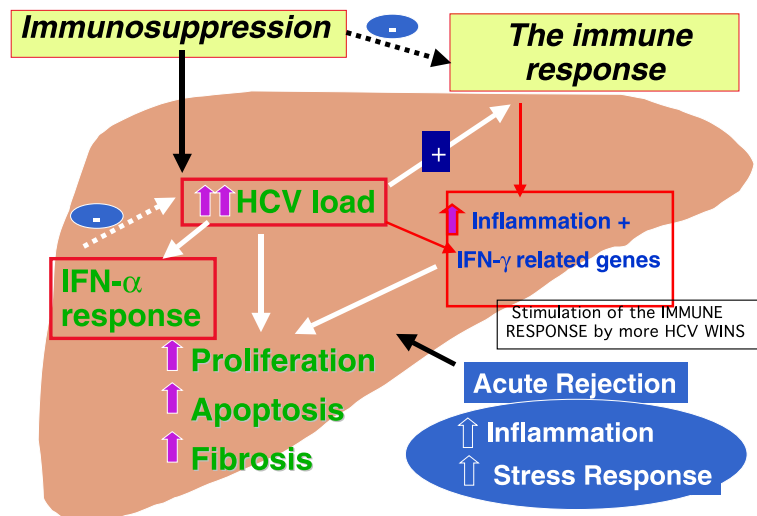 Immunosuppression
-
The immune
response
+
HCV load
-
Inflammation +
IFN-γ related genes
IFN-α
response
Stimulation of the IMMUNE
RESPONSE by more HCV WINS
Proliferation
Apoptosis
Fibrosis
Acute Rejection
Inflammation
Stress Response